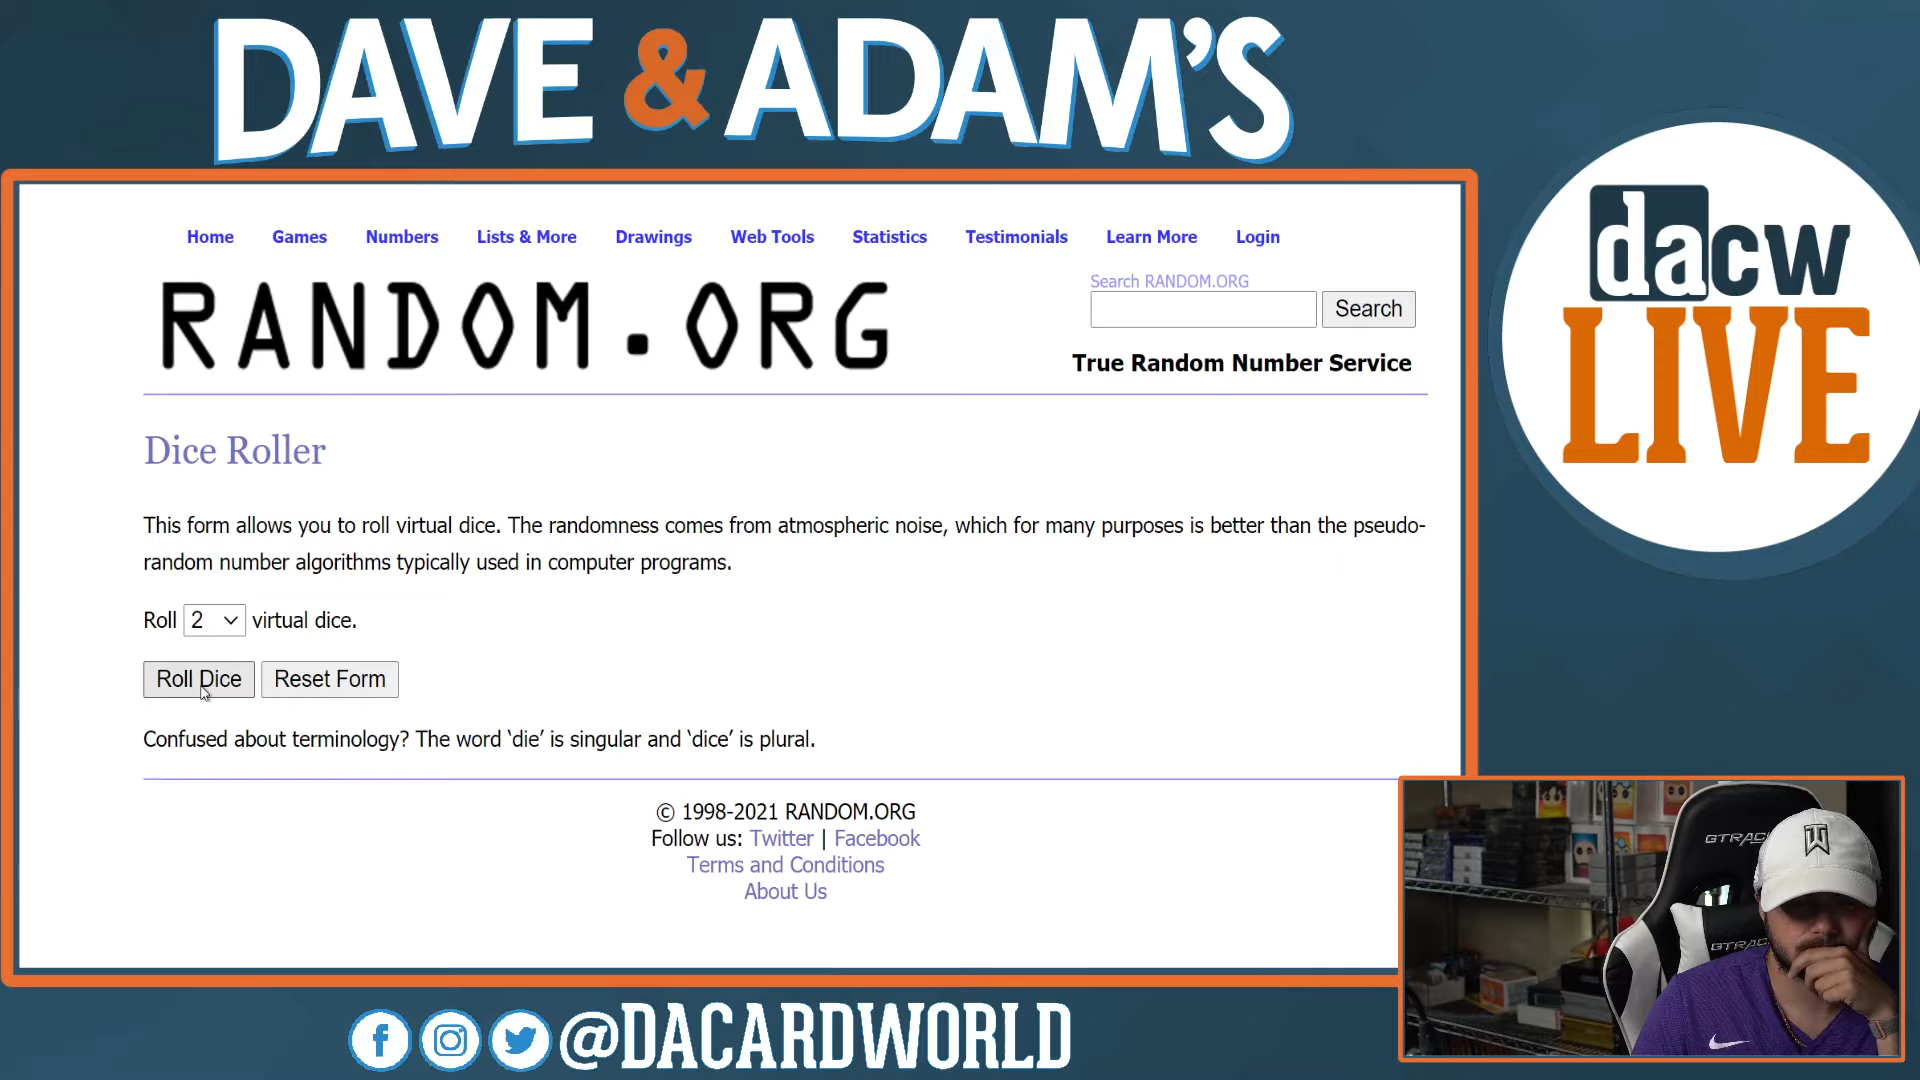 DAVE & ADAM'S
Home Games Numbers Lists & More Drawings Web Tools Statistics Testimonials Learn More Login
RANDOM.ORG
Search RANDOM.ORG
Search
True Random Number Service
dacw
LIVE
Dice Roller
This form allows you to roll virtual dice. The randomness comes from atmospheric noise, which for many purposes is better than the pseudo-
random number algorithms typically used in computer programs.
Roll 2 virtual dice.
Roll Dice Reset Form
Confused about terminology? The word ‘die’ is singular and ‘dice’ is plural.
© 1998-2021 RANDOM.ORG
Follow us: Twitter | Facebook
Terms and Conditions
About Us
@DACARDWORLD